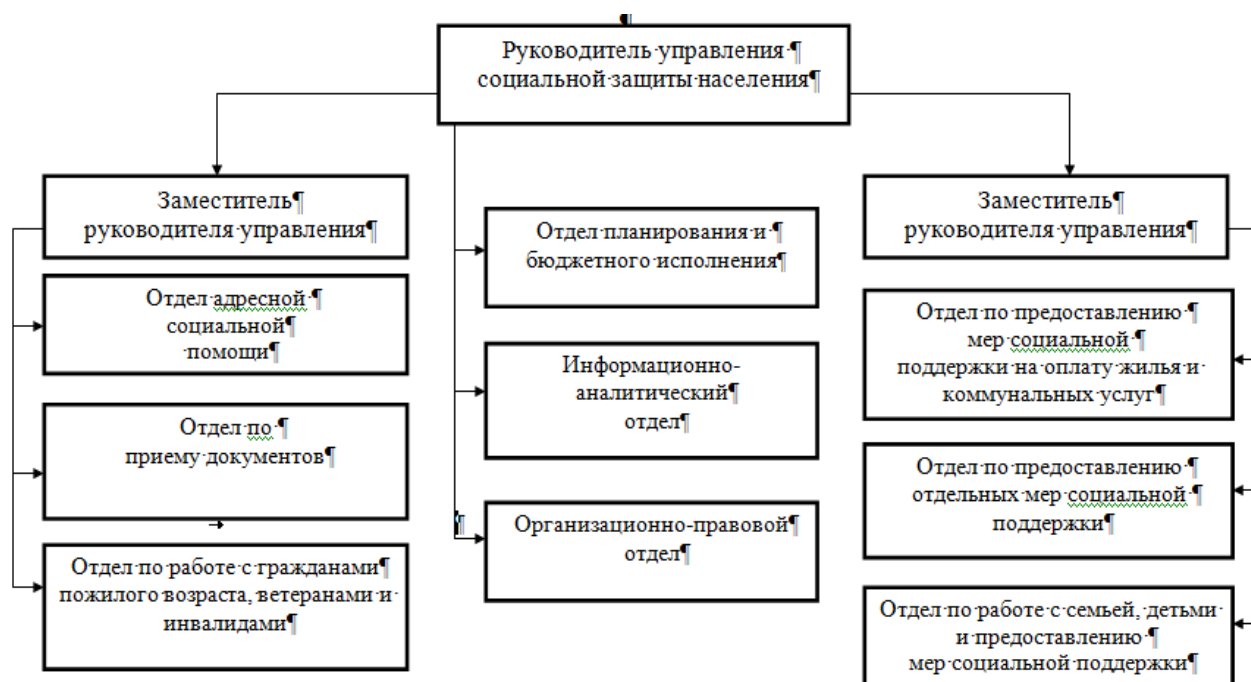 Руководитель управления
социальной защиты населения
Заместитель
руководителя управления
Отдел адресной
социальной
помощи
Отдел по
приему документов
Отдел по работе с гражданами
пожилого возраста, ветеранами и
инвалидами
Отдел планирования и
бюджетного исполнения
Информационно-
аналитический
отдел
Организационно-правовой
отдел
Заместитель
руководителя управления
Отдел по предоставлению
мер социальной
поддержки на оплату жилья и
коммунальных услуг
Отдел по предоставлению
отдельных мер социальной
поддержки
Отдел по работе с семьей, детьми
и предоставлению
мер социальной поддержки